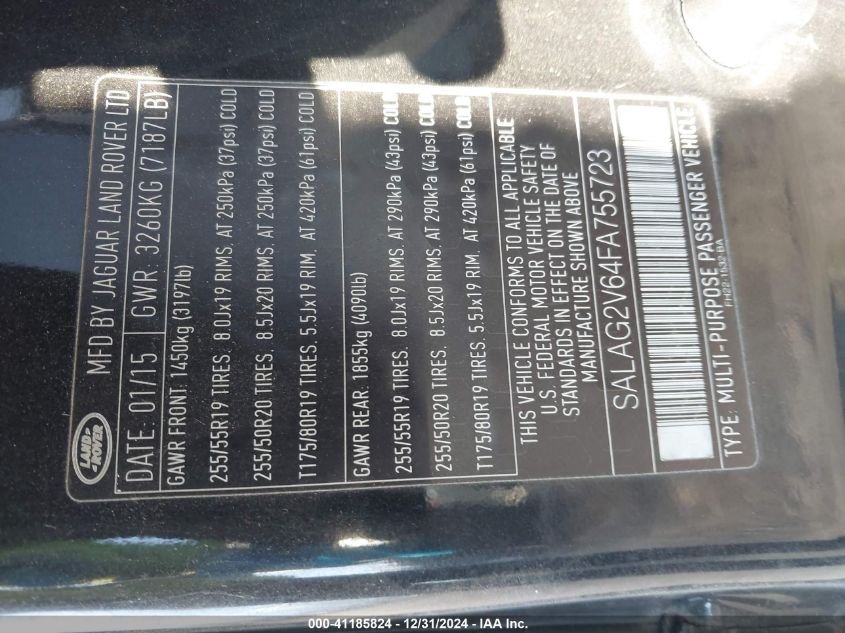 LAND-
-ROVER
MFD BY JAGUAR LAND ROVER LTD
DATE: 01/15 GWR. 3260KG (7187LB)
GAWR FRONT: 1450kg (3197lb)
255/55R19 TIRES. 8.0Jx19 RIMS. AT 250kPa (37psi) COLD
255/50R20 TIRES. 8.5Jx20 RIMS. AT 250kPa (37psi) COLD
T175/80R19 TIRES. 5.5Jx19 RIM. AT 420kPa (61psi) COLD
GAWR REAR. 1855kg (4090lb)
255/55R19 TIRES. 8.0Jx19 RIMS. AT 290kPa (43psi) COLD
255/50R20 TIRES. 8.5Jx20 RIMS. AT 290kPa (43psi) COLD
T175/80R19 TIRES. 5.5Jx19 RIM. AT 420kPa (61psi) COLD
THIS VEHICLE CONFORMS TO ALL APPLICABLE
U.S. FEDERAL MOTOR VEHICLE SAFETY
STANDARDS IN EFFECT ON THE DATE OF
MANUFACTURE SHOWN ABOVE
SALAG2V64FA755723
TYPE: MULTI-PURPOSE PASSENGER VEHICLE
000-41185824 - 12/31/2024 - IAA Inc.